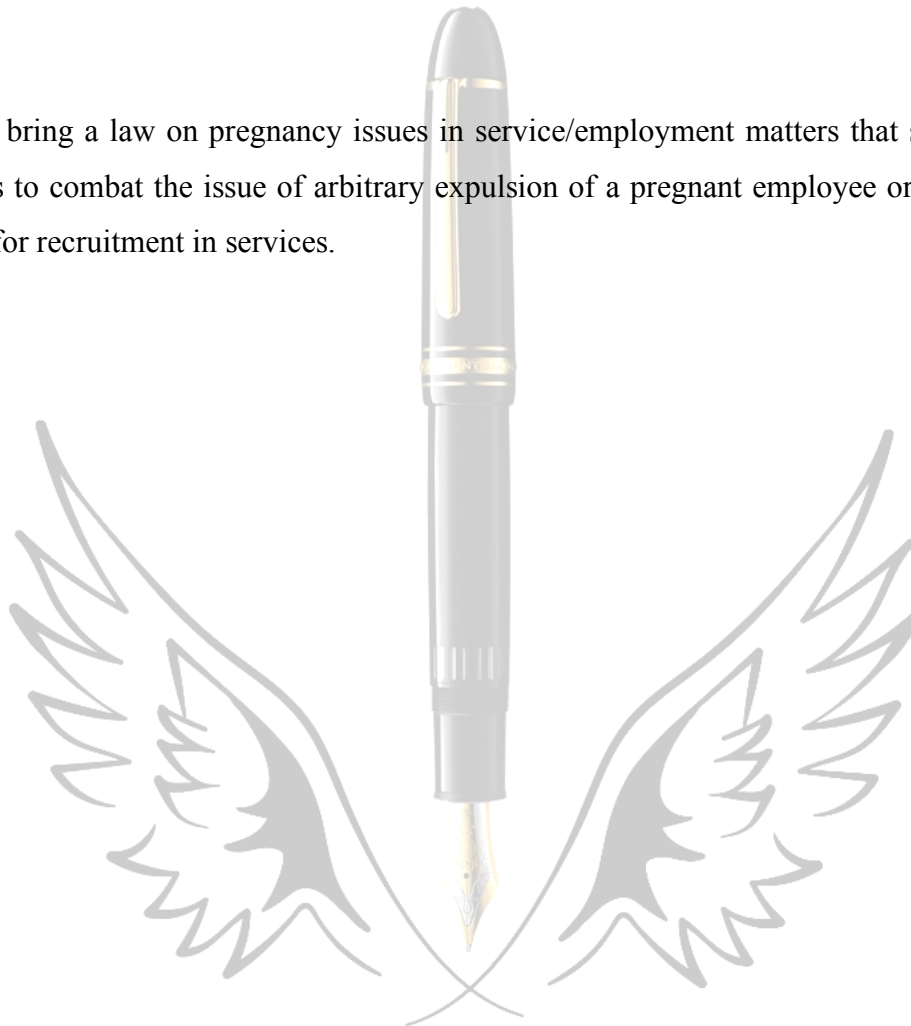 bring a law on pregnancy issues in service/employment matters that
to combat the issue of arbitrary expulsion of a pregnant employee or
for recruitment in services.